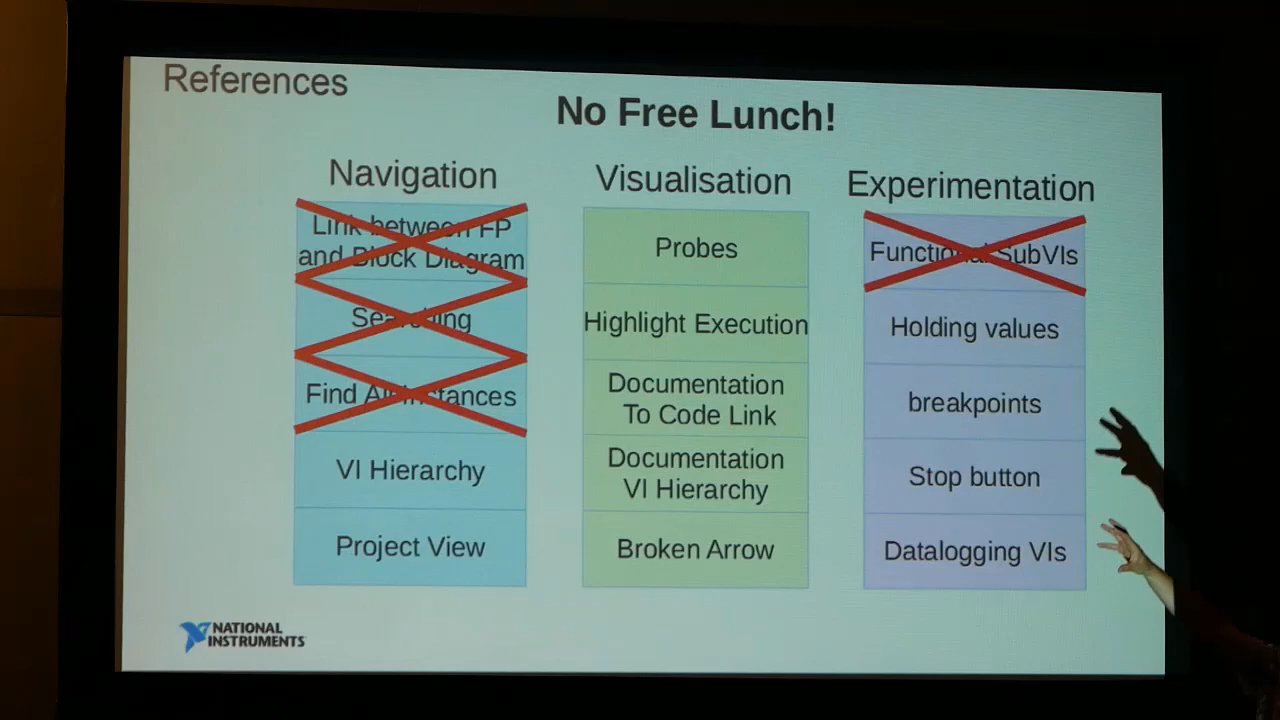 References
No Free Lunch!
Navigation
Link between FP
and Block Diagram
Searching
Find All Instances
VI Hierarchy
Project View
Visualisation
Probes
Highlight Execution
Documentation
To Code Link
Documentation
VI Hierarchy
Broken Arrow
Experimentation
Functional SubVIs
Holding values
breakpoints
Stop button
Datalogging VIs
NATIONAL
INSTRUMENTS